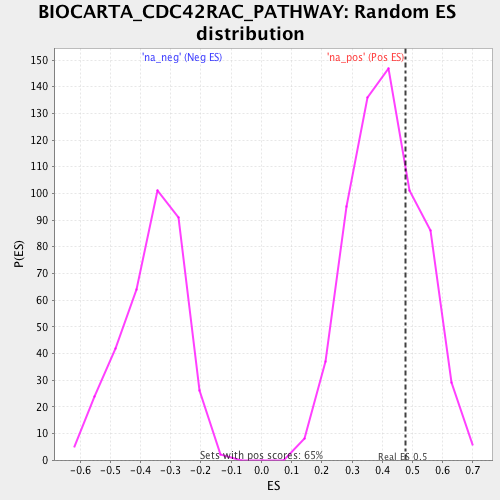 BIOCARTA_CDC42RAC_PATHWAY: Random ES
distribution
'na_neg' (Neg ES)
'na_pos' (Pos ES)
150
140
130
120
110
100
90
80
70
60
50
40
30
20
10
0
P(ES)
Sets with pos scores: 65%
Real ES 0.5
-0.6 -0.5 -0.4 -0.3 -0.2 -0.1 0.0 0.1 0.2 0.3 0.4 0.5 0.6 0.7
ES